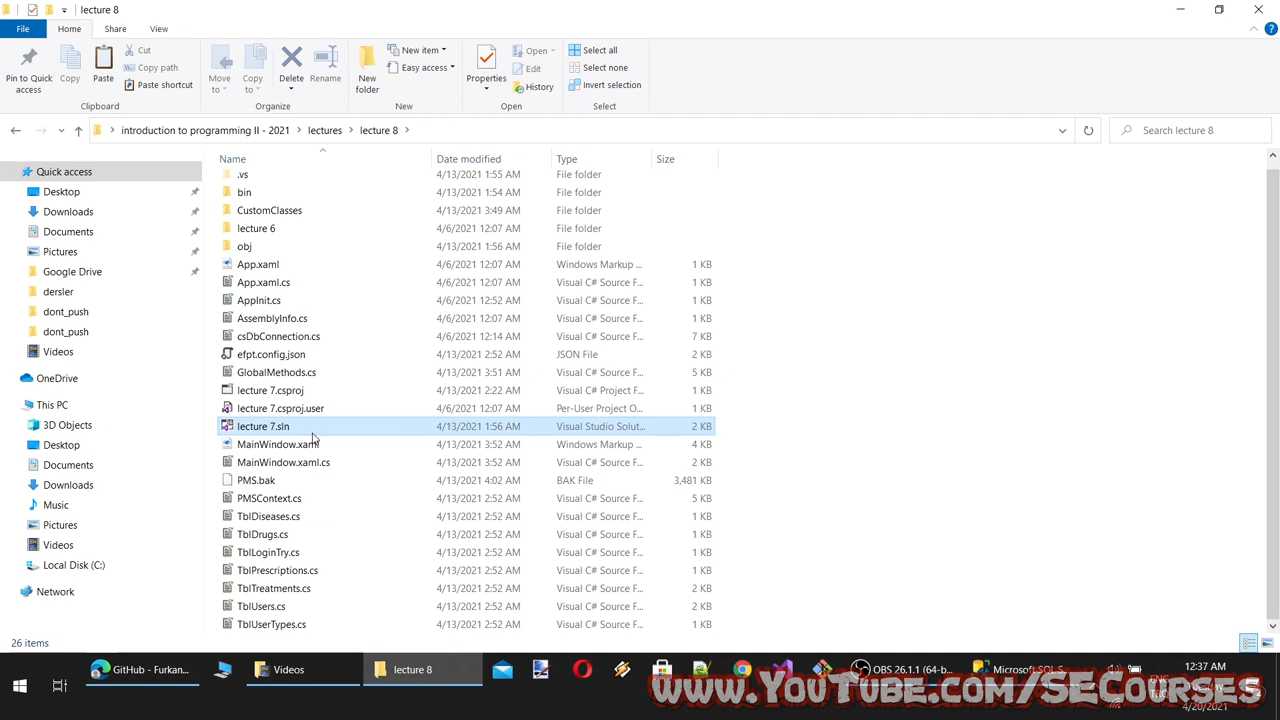 lecture 8
File
Home
Share
View
Pin to Quick access
Copy
Paste
Cut
Copy path
Paste shortcut
Clipboard
Move to
Copy to
Delete
Rename
Organize
New folder
New item
Easy access
New
Properties
Open
Edit
History
Open
Select all
Select none
Invert selection
Select
introduction to programming II - 2021 lectures lecture 8
Search lecture 8
Quick access
Desktop
Downloads
Documents
Pictures
Google Drive
dersler
dont_push
dont_push
Videos
OneDrive
This PC
3D Objects
Desktop
Documents
Downloads
Music
Pictures
Videos
Local Disk (C:)
Network
Name Date modified Type Size
.vs 4/13/2021 1:55 AM File folder
bin 4/13/2021 1:54 AM File folder
CustomClasses 4/13/2021 3:49 AM File folder
lecture 6 4/6/2021 12:07 AM File folder
obj 4/13/2021 1:56 AM File folder
App.xaml 4/6/2021 12:07 AM Windows Markup ... 1 KB
App.xaml.cs 4/6/2021 12:07 AM Visual C# Source F... 1 KB
AppInit.cs 4/6/2021 12:52 AM Visual C# Source F... 1 KB
AssemblyInfo.cs 4/6/2021 12:07 AM Visual C# Source F... 1 KB
csDbConnection.cs 4/6/2021 12:14 AM Visual C# Source F... 7 KB
efpt.config.json 4/13/2021 2:52 AM JSON File 2 KB
GlobalMethods.cs 4/13/2021 3:51 AM Visual C# Source F... 5 KB
lecture 7.csproj 4/13/2021 2:22 AM Visual C# Project F... 1 KB
lecture 7.csproj.user 4/6/2021 12:07 AM Per-User Project O... 1 KB
lecture 7.sln 4/13/2021 1:56 AM Visual Studio Solut... 2 KB
MainWindow.xaml 4/13/2021 3:52 AM Windows Markup ... 4 KB
MainWindow.xaml.cs 4/13/2021 3:52 AM Visual C# Source F... 2 KB
PMS.bak 4/13/2021 4:02 AM BAK File 3,481 KB
PMSContext.cs 4/13/2021 2:52 AM Visual C# Source F... 5 KB
TblDiseases.cs 4/13/2021 2:52 AM Visual C# Source F... 1 KB
TblDrugs.cs 4/13/2021 2:52 AM Visual C# Source F... 1 KB
TblLoginTry.cs 4/13/2021 2:52 AM Visual C# Source F... 1 KB
TblPrescriptions.cs 4/13/2021 2:52 AM Visual C# Source F... 1 KB
TblTreatments.cs 4/13/2021 2:52 AM Visual C# Source F... 2 KB
TblUsers.cs 4/13/2021 2:52 AM Visual C# Source F... 2 KB
TblUserTypes.cs 4/13/2021 2:52 AM Visual C# Source F... 1 KB
26 items
GitHub - Furkan...
Videos
lecture 8
OBS 26.1.1 (64-b...
Microsoft SQL S...
12:37 AM
4/20/2021
www.YouTube.com/SECourses